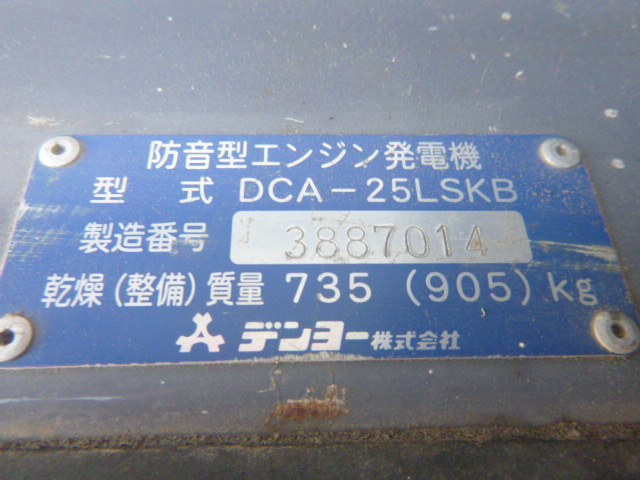 防音型エンジン発電機
型 式 DCA-25LSKB
製造番号 3887014
乾燥(整備)質量 735 (905) kg
デンヨー株式会社